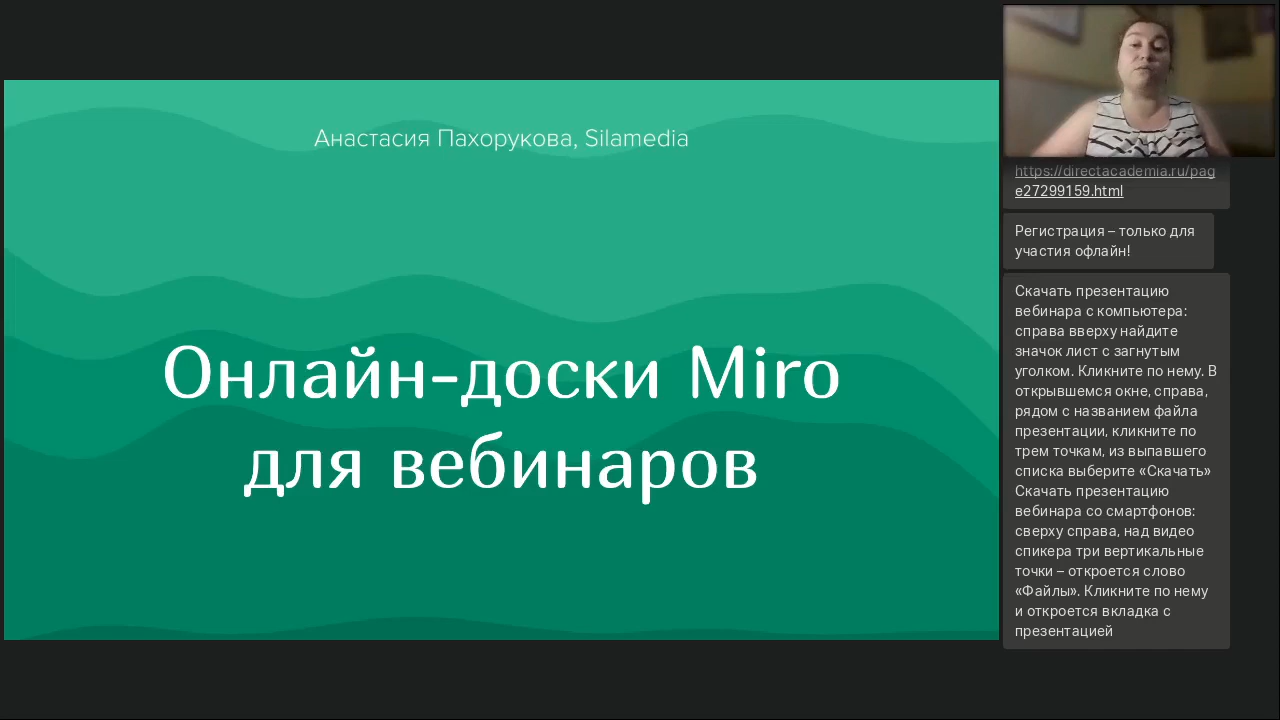 Анастасия Пахорукова, Silamedia
Онлайн-доски Miro
для вебинаров
https://directacademia.ru/pag
e27299159.html
Регистрация – только для
участия офлайн!
Скачать презентацию
вебинара с компьютера:
справа вверху найдите
значок лист с загнутым
уголком. Кликните по нему. В
открывшемся окне, справа,
рядом с названием файла
презентации, кликните по
трем точкам, из выпавшего
списка выберите «Скачать»
Скачать презентацию
вебинара со смартфонов:
сверху справа, над видео
спикера три вертикальные
точки – откроется слово
«Файлы». Кликните по нему
и откроется вкладка с
презентацией